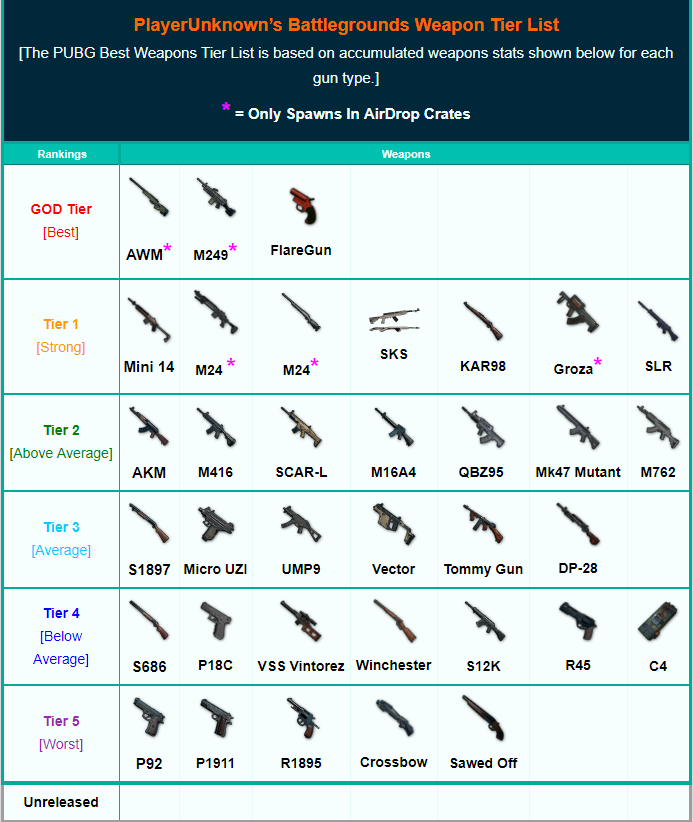 PlayerUnknown's Battlegrounds Weapon Tier List
[The PUBG Best Weapons Tier List is based on accumulated weapons stats shown below for each
gun type.]
* = Only Spawns In AirDrop Crates
Rankings Weapons
GOD Tier
[Best]
AWM* M249* FlareGun
Tier 1
[Strong]
Mini 14 M24 * M24* SKS KAR98 Groza* SLR
Tier 2
[Above Average]
AKM M416 SCAR-L M16A4 QBZ95 Mk47 Mutant M762
Tier 3
[Average]
S1897 Micro UZI UMP9 Vector Tommy Gun DP-28
Tier 4
[Below
Average]
S686 P18C VSS Vintorez Winchester S12K R45 C4
Tier 5
[Worst]
P92 P1911 R1895 Crossbow Sawed Off
Unreleased